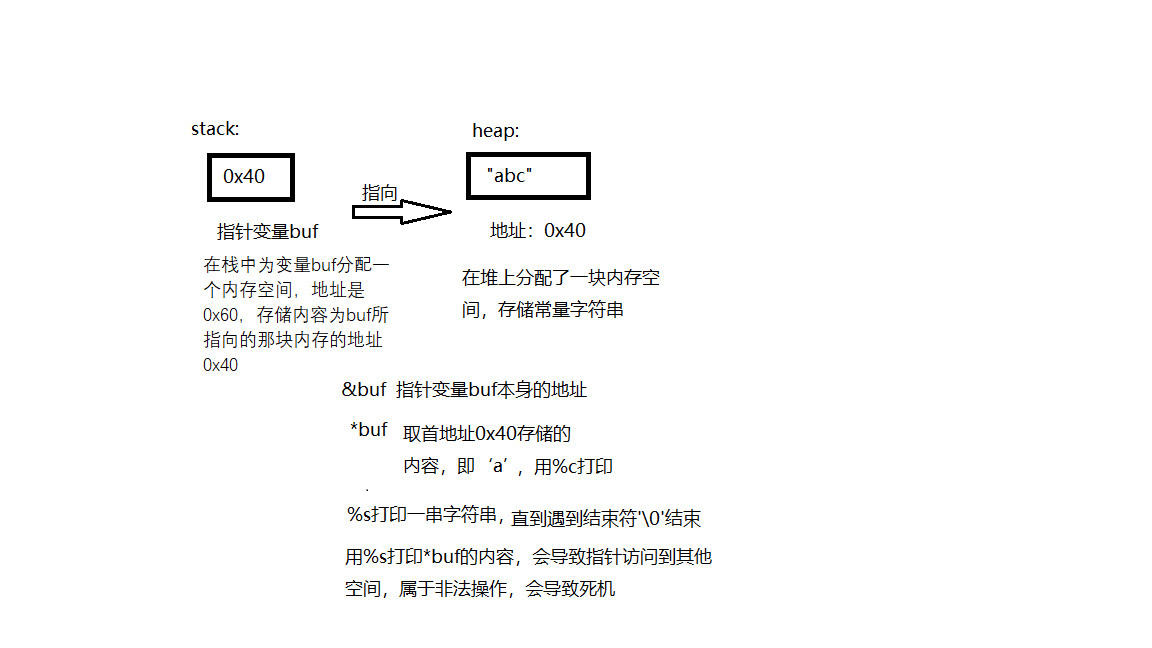 stack:
heap:
0x40
"abc"
指向
指针变量buf
地址：0x40
在栈中为变量buf分配一
个内存空间，地址是
0x60，存储内容为buf所
指向的那块内存的地址
0x40
在堆上分配了一块内存空
间，存储常量字符串
&buf 指针变量buf本身的地址
*buf 取首地址0x40存储的
内容，即‘a’，用%c打印
%s打印一串字符串，直到遇到结束符'\0'结束
用%s打印*buf的内容，会导致指针访问到其他
空间，属于非法操作，会导致死机